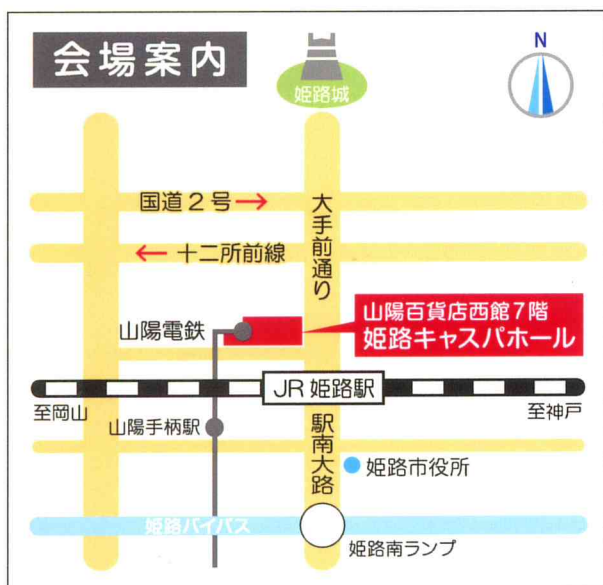 会場案内
N
姫路城
国道2号
大手前通り
十二所前線
山陽百貨店西館7階
姫路キャスパホール
山陽電鉄
JR 姫路駅
至岡山
至神戸
山陽手柄駅
駅南大路
姫路市役所
姫路バイパス
姫路南ランプ